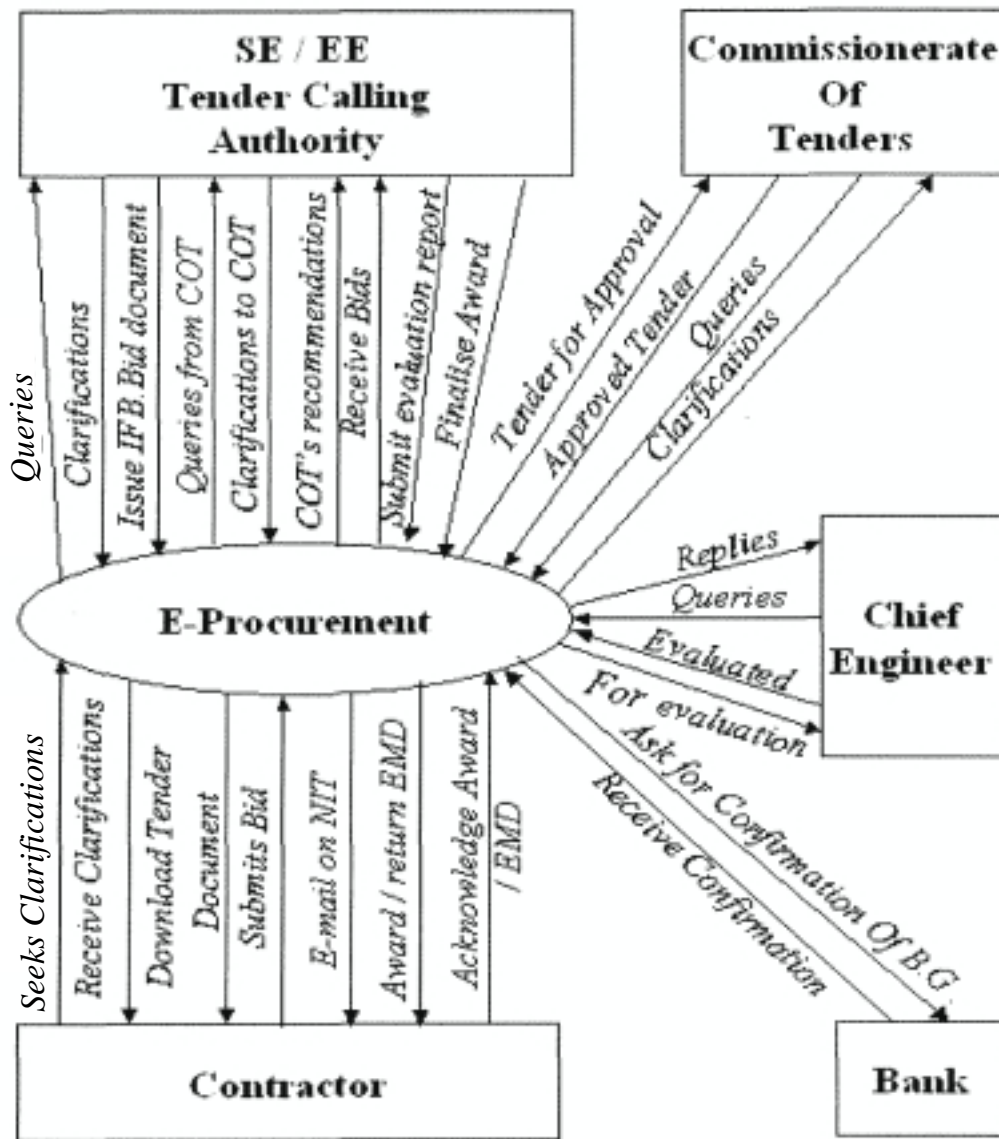 SE / EE
Tender Calling
Authority
Commissionerate
Of
Tenders
Queries
Clarifications
Issue IFB. Bid document
Queries from COT
Clarifications to COT
COT's recommendations
Receive Bids
Submit evaluation report
Finalise Award
Tender for Approval
Approved Tender
Queries
Clarifications
E-Procurement
Replies
Queries
Evaluated
For evaluation
Chief
Engineer
Seeks Clarifications
Receive Clarifications
Download Tender
Document
Submits Bid
E-mail on NIT
Award / return EMD
Acknowledge Award
/ EMD
Ask for Confirmation Of B.G
Receive Confirmation
Contractor
Bank